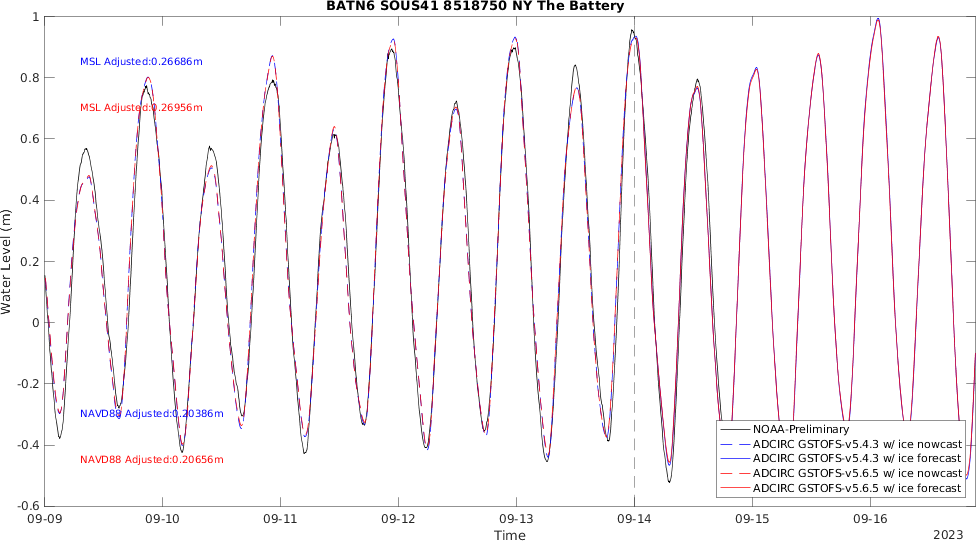 BATN6 SOUS41 8518750 NY The Battery
1
0.8
0.6
0.4
0.2
0
-0.2
-0.4
-0.6
Water Level (m)
MSL Adjusted:0.26686m
MSL Adjusted:0.26956m
NAVD88 Adjusted:0.20386m
NAVD88 Adjusted:0.20656m
NOAA-Preliminary
ADCIRC GSTOFS-v5.4.3 w/ ice nowcast
ADCIRC GSTOFS-v5.4.3 w/ ice forecast
ADCIRC GSTOFS-v5.6.5 w/ ice nowcast
ADCIRC GSTOFS-v5.6.5 w/ ice forecast
09-09 09-10 09-11 09-12 09-13 09-14 09-15 09-16
Time
2023